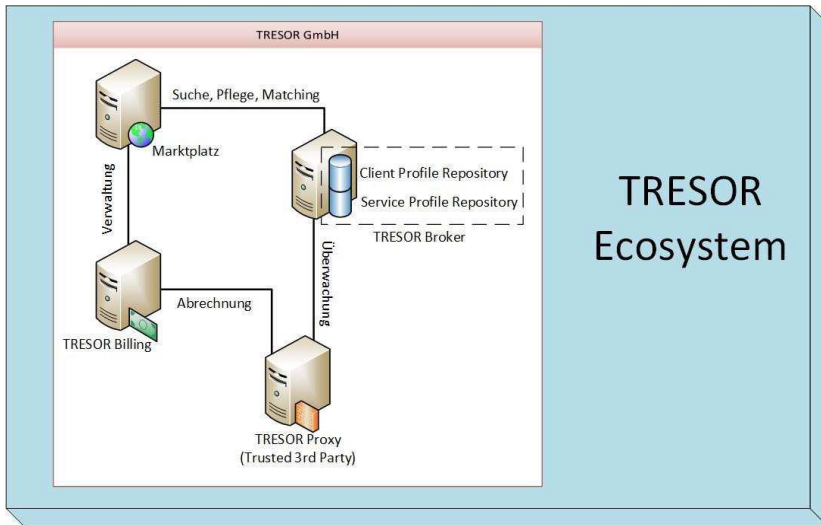 TRESOR GmbH
Suche, Pflege, Matching
Marktplatz
Client Profile Repository
Service Profile Repository
TRESOR Broker
Verwaltung
Überwachung
Abrechnung
TRESOR Billing
TRESOR Proxy
(Trusted 3rd Party)
TRESOR
Ecosystem